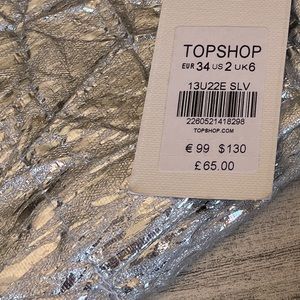 TOPSHOP
EUR 34 US 2 UK 6
13U22E SLV
2260521418298
TOPSHOP.COM
€ 99 $130
£ 65.00